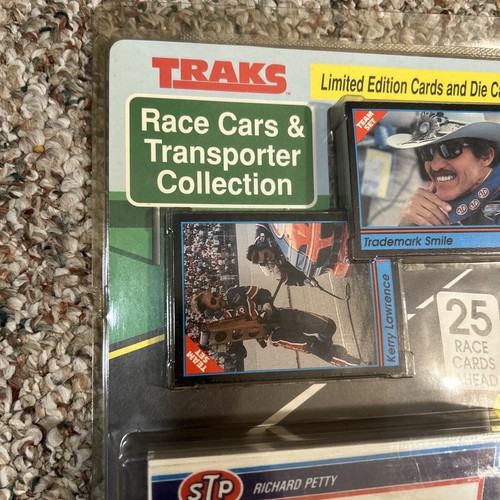 TRAKS
Limited Edition Cards and Die Ca
Race Cars &
Transporter
Collection
TEAM
SET
Trademark Smile
TEAM
SET
Kerry Lawrence
25
RACE
CARDS
HEAD
STP
RICHARD PETTY